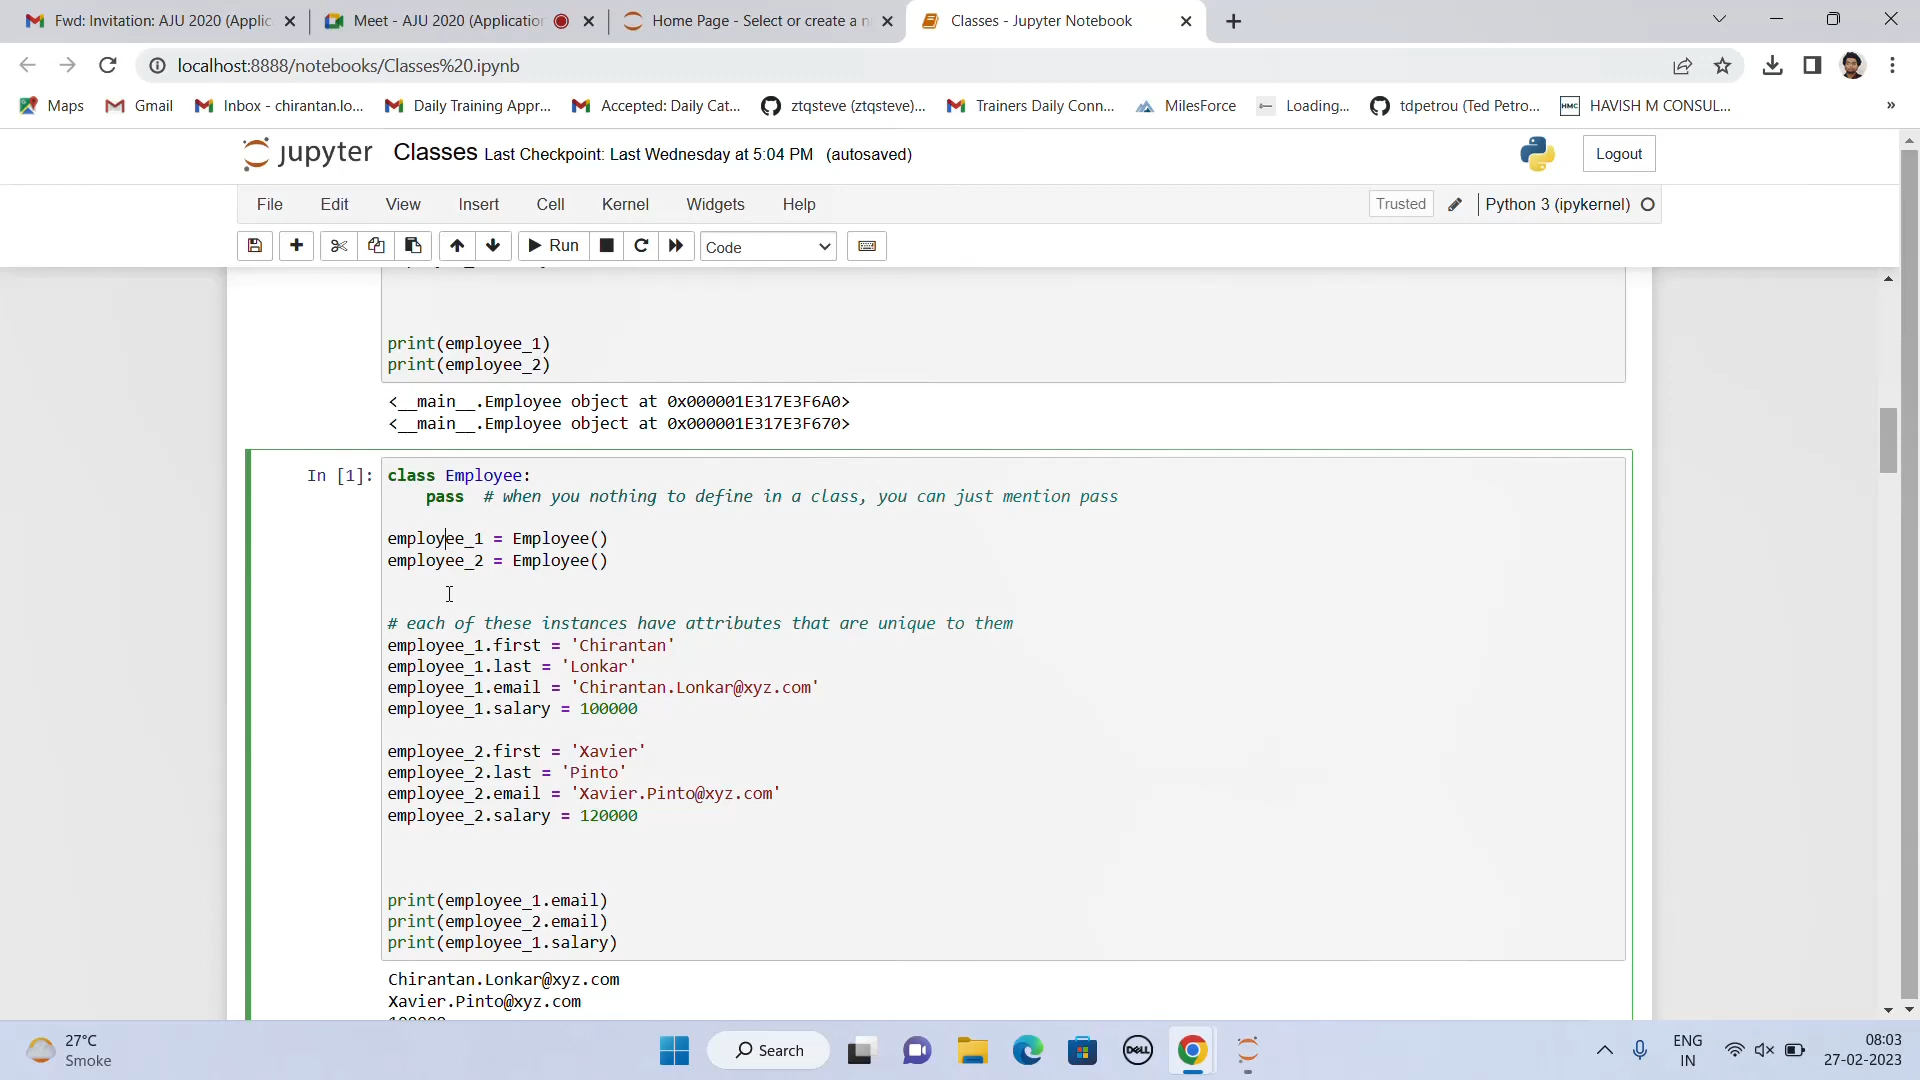 Fwd: Invitation: AJU 2020 (Applic
Meet - AJU 2020 (Application
Home Page - Select or create a n
Classes - Jupyter Notebook
localhost:8888/notebooks/Classes%20.ipynb
Maps
Gmail
Inbox - chirantan.lo...
Daily Training Appr...
Accepted: Daily Cat...
ztqsteve (ztqsteve)...
Trainers Daily Conn...
MilesForce
Loading...
tdpetrou (Ted Petro...
HMC
HAVISH M CONSUL...
»
jupyter
Classes Last Checkpoint: Last Wednesday at 5:04 PM (autosaved)
Logout
File
Edit
View
Insert
Cell
Kernel
Widgets
Help
Trusted
Python 3 (ipykernel)
Run
Code
print(employee_1)
print(employee_2)
<__main__.Employee object at 0x000001E317E3F6A0>
<__main__.Employee object at 0x000001E317E3F670>
In [1]:
class Employee:
    pass  # when you nothing to define in a class, you can just mention pass
employee_1 = Employee()
employee_2 = Employee()
# each of these instances have attributes that are unique to them
employee_1.first = 'Chirantan'
employee_1.last = 'Lonkar'
employee_1.email = 'Chirantan.Lonkar@xyz.com'
employee_1.salary = 100000
employee_2.first = 'Xavier'
employee_2.last = 'Pinto'
employee_2.email = 'Xavier.Pinto@xyz.com'
employee_2.salary = 120000
print(employee_1.email)
print(employee_2.email)
print(employee_1.salary)
Chirantan.Lonkar@xyz.com
Xavier.Pinto@xyz.com
27°C
Smoke
Search
DELL
ENG
IN
08:03
27-02-2023